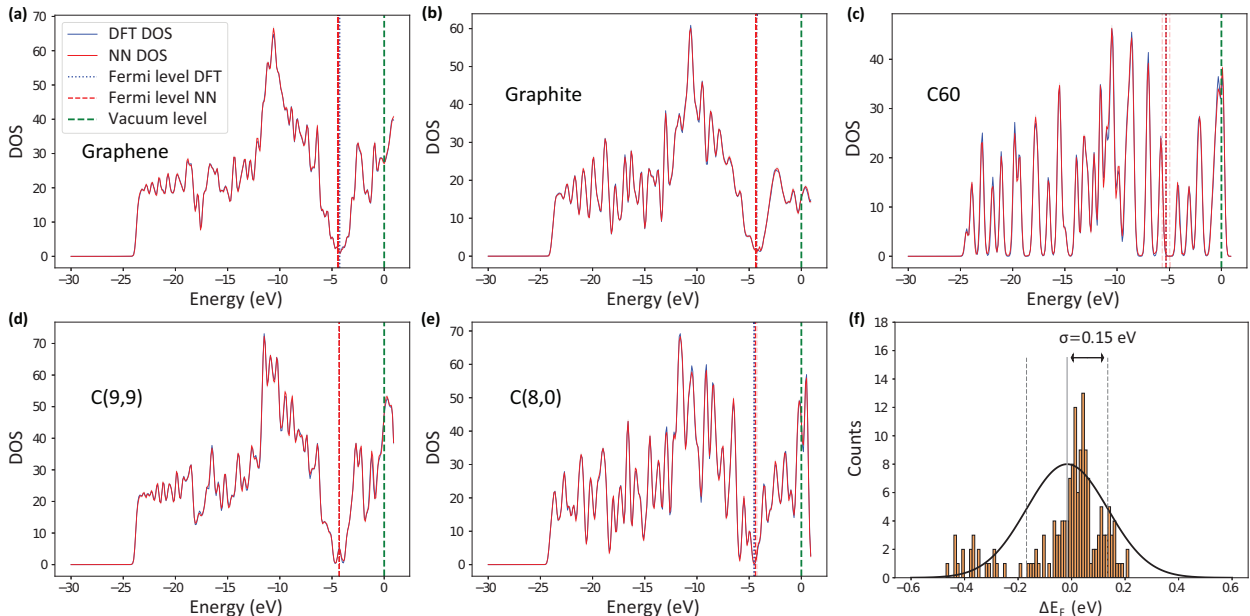 (a)
70
60
50
40
30
20
10
0
DOS
DFT DOS
NN DOS
Fermi level DFT
Fermi level NN
Vacuum level
Graphene
−30 −25 −20 −15 −10 −5 0
Energy (eV)
(b)
60
50
40
30
20
10
0
DOS
Graphite
−30 −25 −20 −15 −10 −5 0
Energy (eV)
(c)
40
30
20
10
0
DOS
C60
−30 −25 −20 −15 −10 −5 0
Energy (eV)
(d)
70
60
50
40
30
20
10
0
DOS
C(9,9)
−30 −25 −20 −15 −10 −5 0
Energy (eV)
(e)
70
60
50
40
30
20
10
0
DOS
C(8,0)
−30 −25 −20 −15 −10 −5 0
Energy (eV)
(f)
18
16
14
12
10
8
6
4
2
0
Counts
σ=0.15 eV
−0.6 −0.4 −0.2 0.0 0.2 0.4 0.6
ΔE_F (eV)